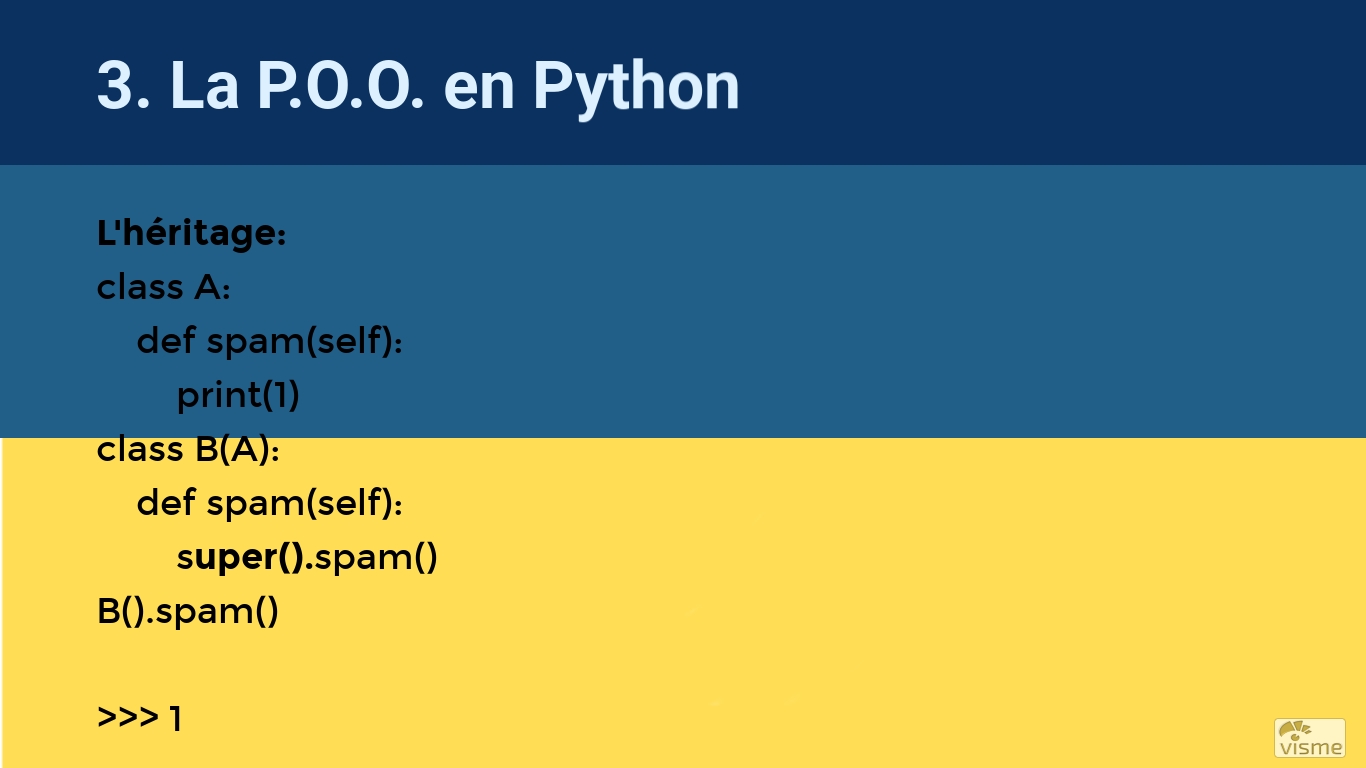 3. La P.O.O. en Python
L'héritage:
class A:
    def spam(self):
        print(1)
class B(A):
    def spam(self):
        super().spam()
B().spam()
>>> 1
visme